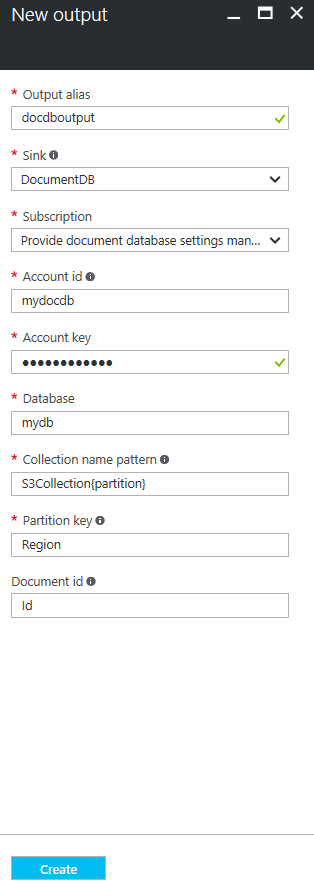 New output
* Output alias
docdboutput
* Sink
DocumentDB
* Subscription
Provide document database settings man...
* Account id
mydocdb
* Account key
●●●●●●●●●●●●
* Database
mydb
* Collection name pattern
S3Collection{partition}
* Partition key
Region
Document id
Id
Create